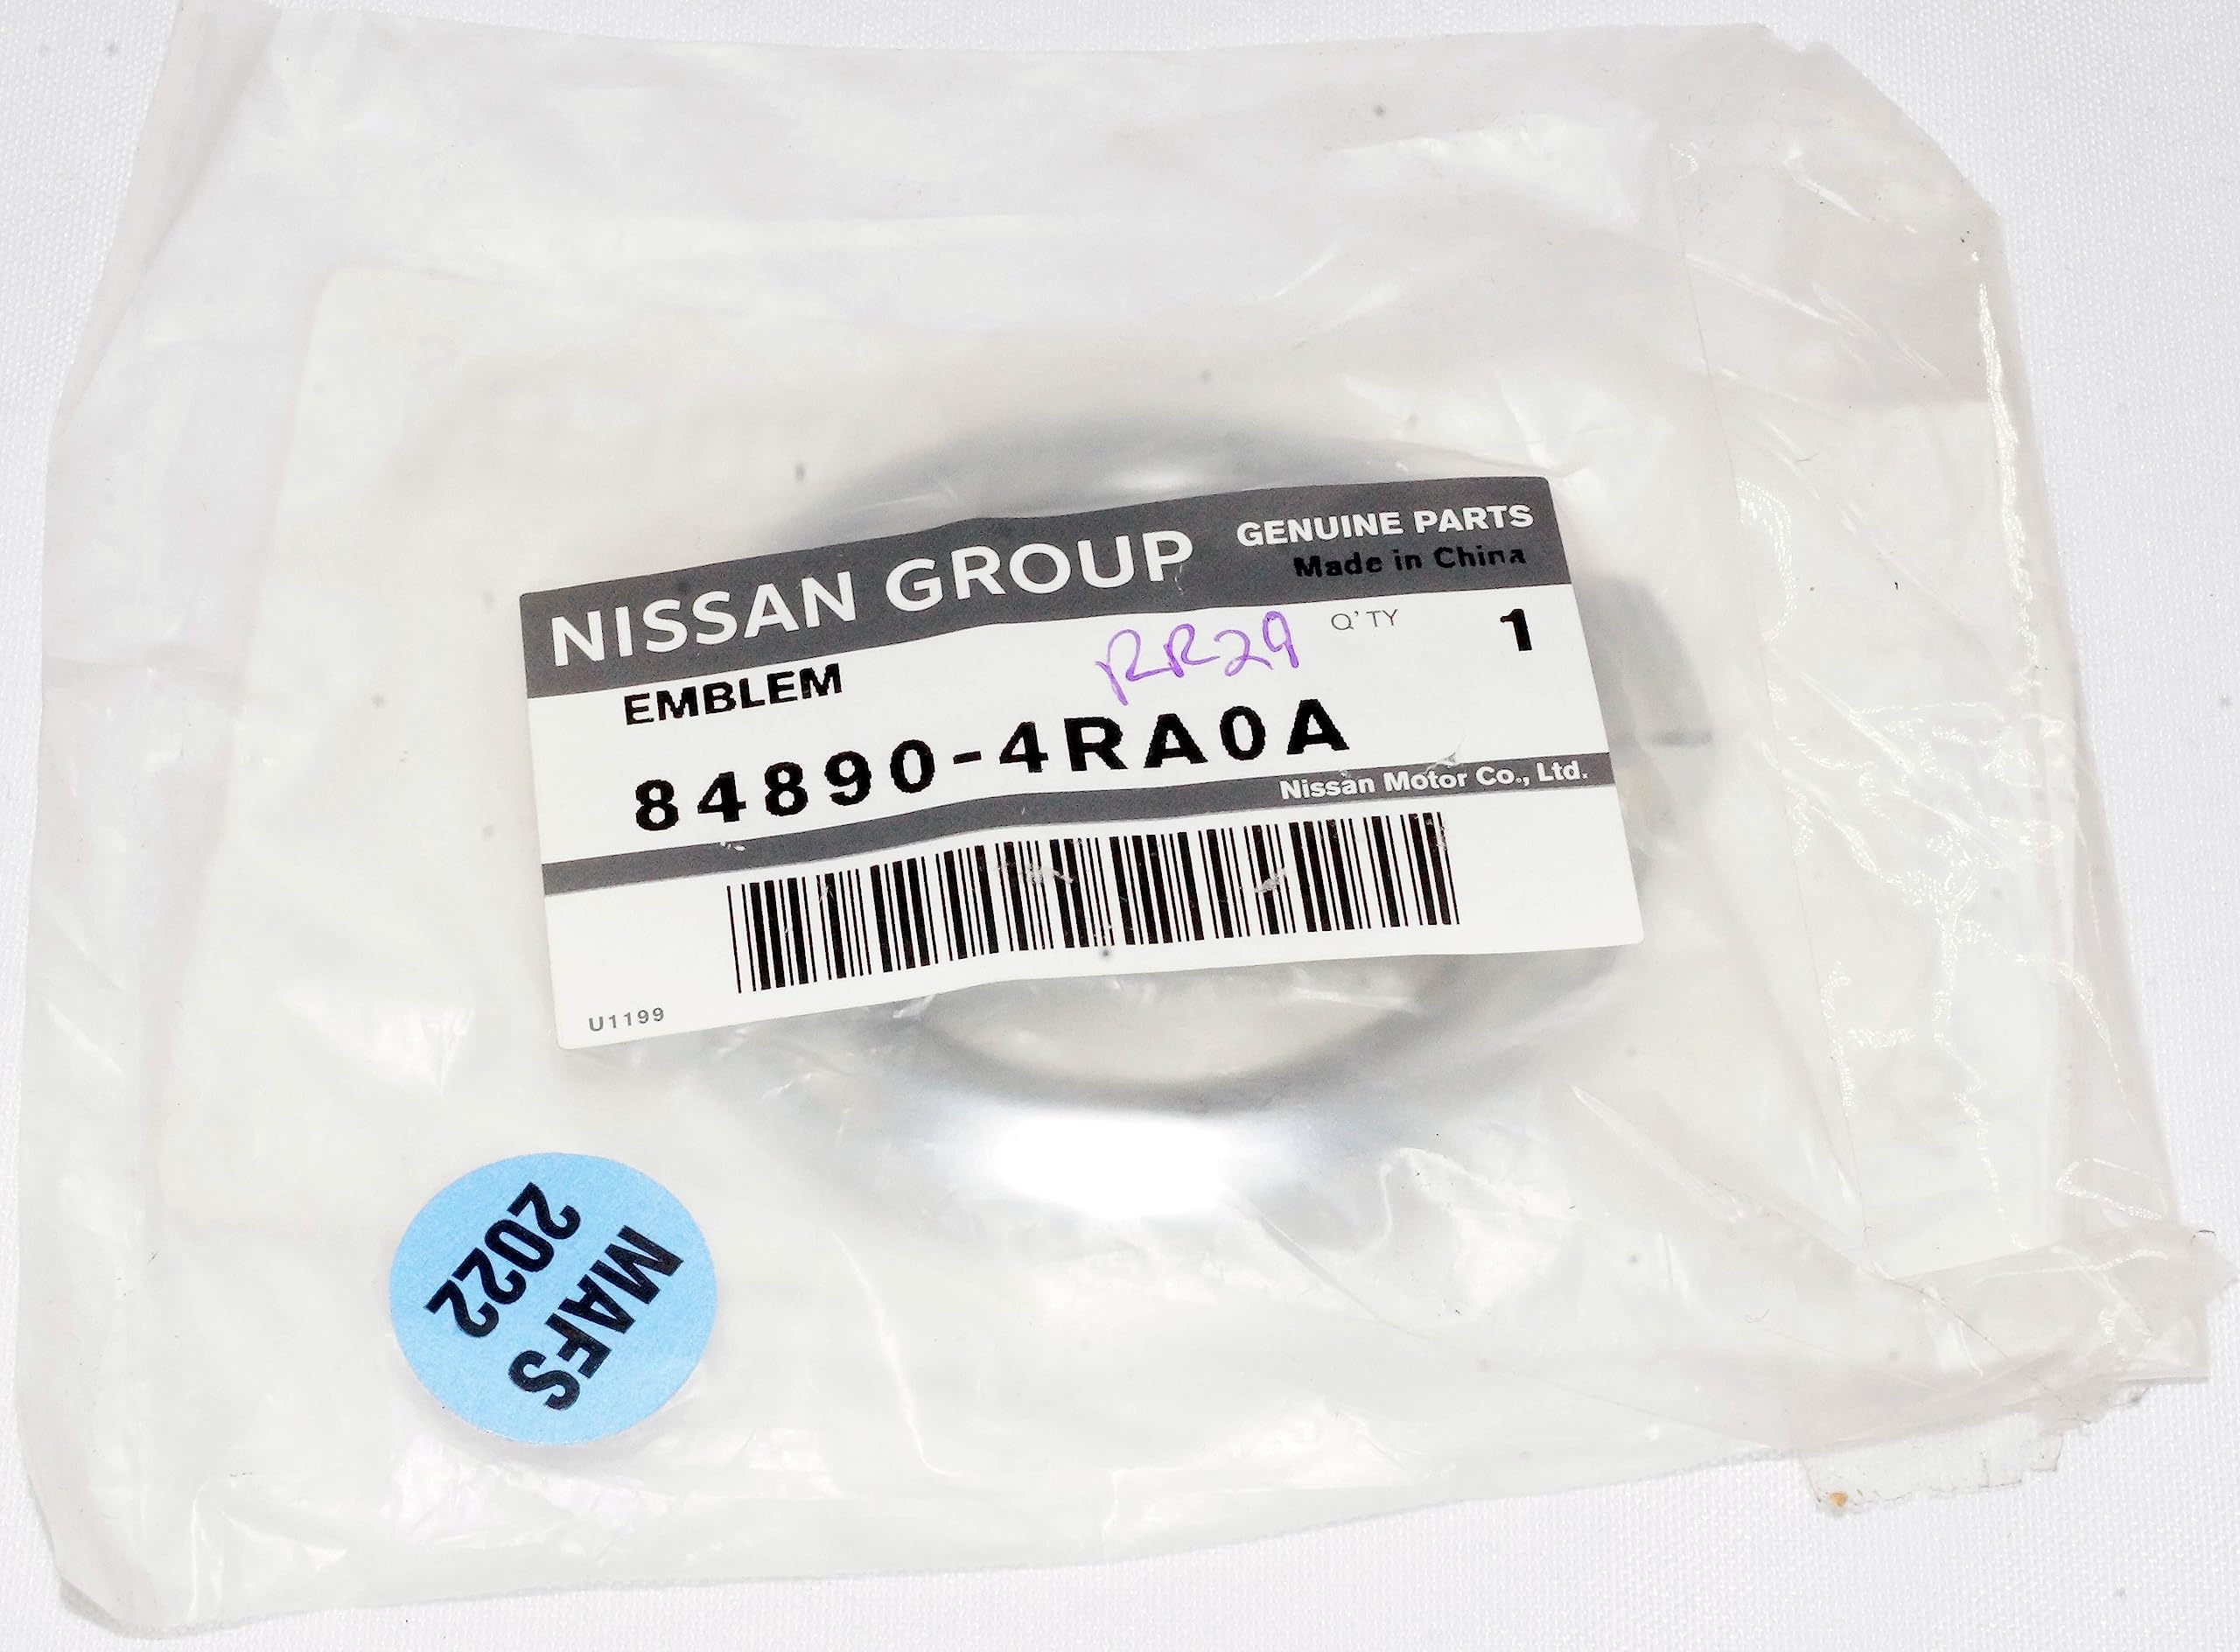 NISSAN GROUP
GENUINE PARTS
Made in China
EMBLEM
RR29
Q'TY 1
84890-4RA0A
Nissan Motor Co., Ltd.
U1199
MAFS
2022